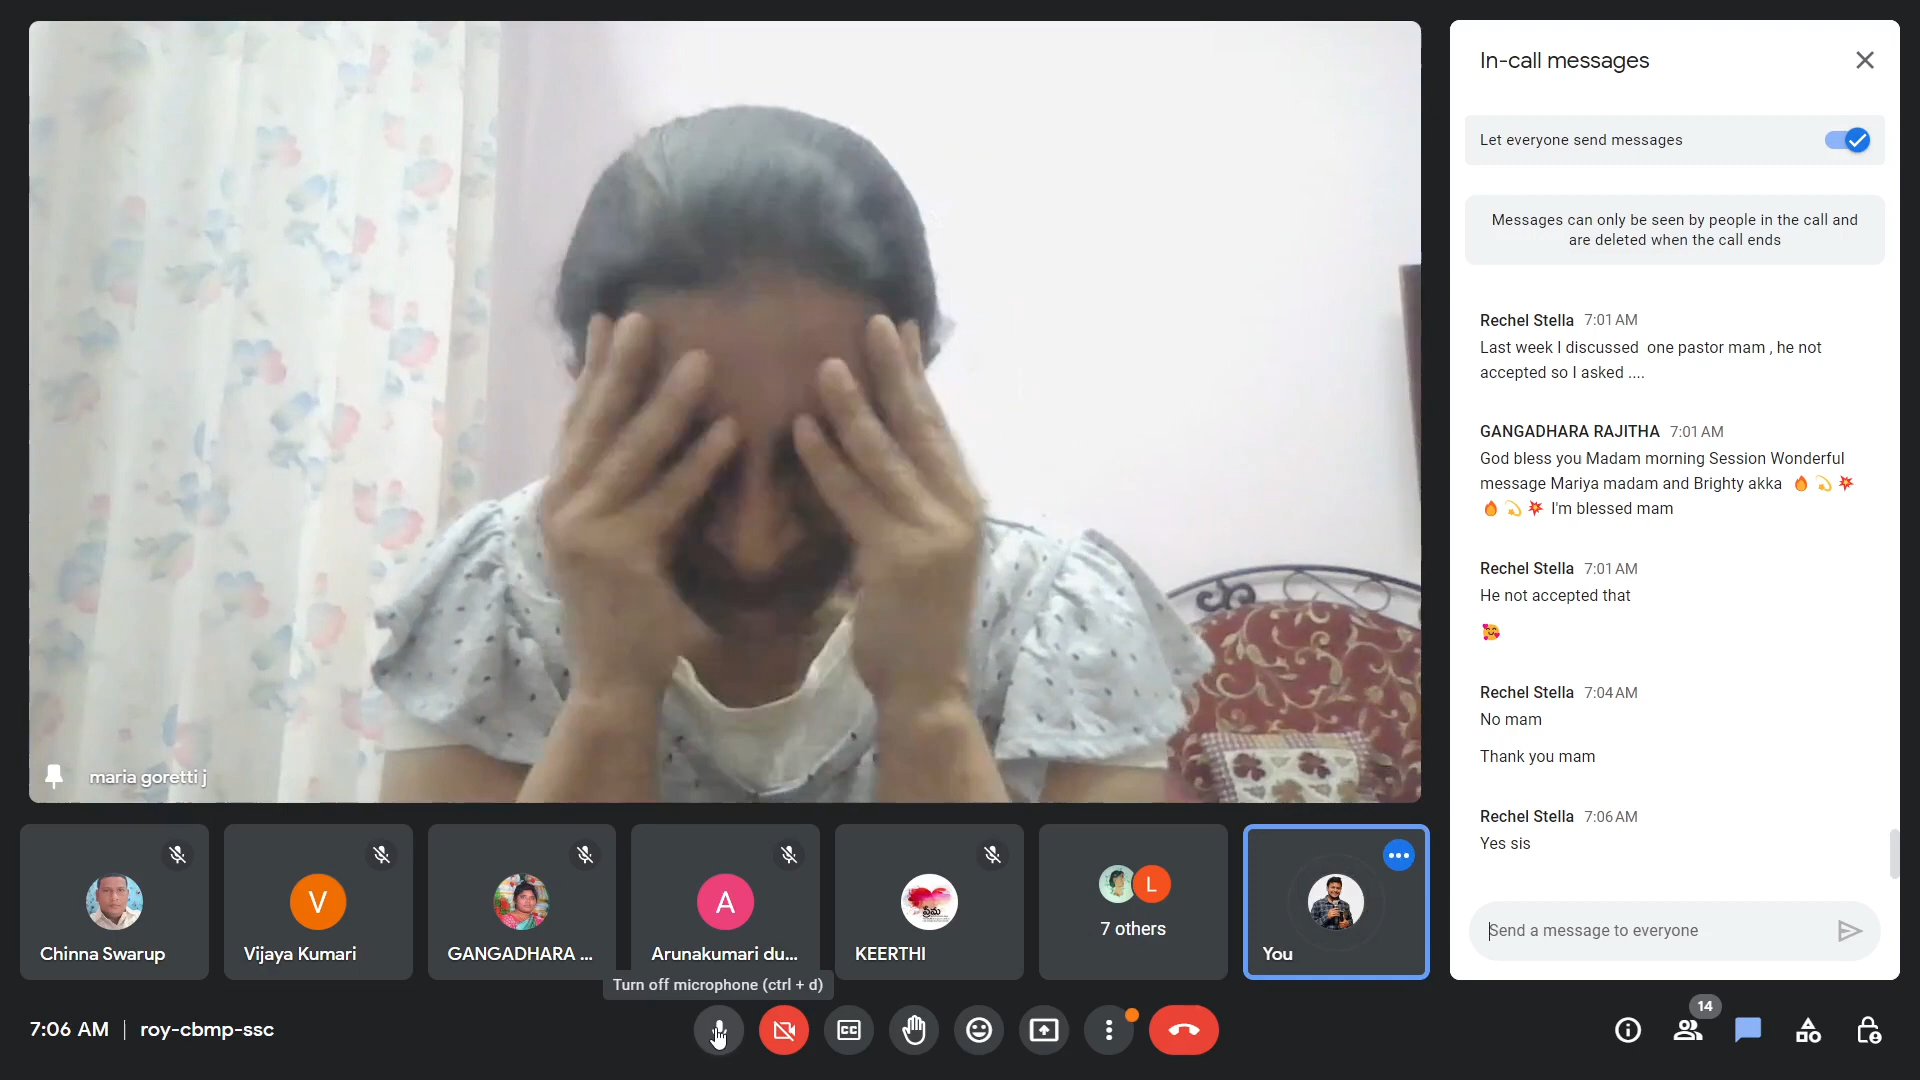 In-call messages
Let everyone send messages
Messages can only be seen by people in the call and
are deleted when the call ends
Rechel Stella 7:01 AM
Last week I discussed one pastor mam , he not
accepted so I asked ....
GANGADHARA RAJITHA 7:01 AM
God bless you Madam morning Session Wonderful
message Mariya madam and Brighty akka 🔥 💫 💥
🔥 💫 💥 I'm blessed mam
Rechel Stella 7:01 AM
He not accepted that
🥰
Rechel Stella 7:04 AM
No mam
Thank you mam
Rechel Stella 7:06 AM
Yes sis
Send a message to everyone
maria goretti j
Chinna Swarup
V
Vijaya Kumari
GANGADHARA ...
A
Arunakumari du...
ప్రేమ
KEERTHI
L
7 others
You
Turn off microphone (ctrl + d)
7:06 AM | roy-cbmp-ssc
CC
14